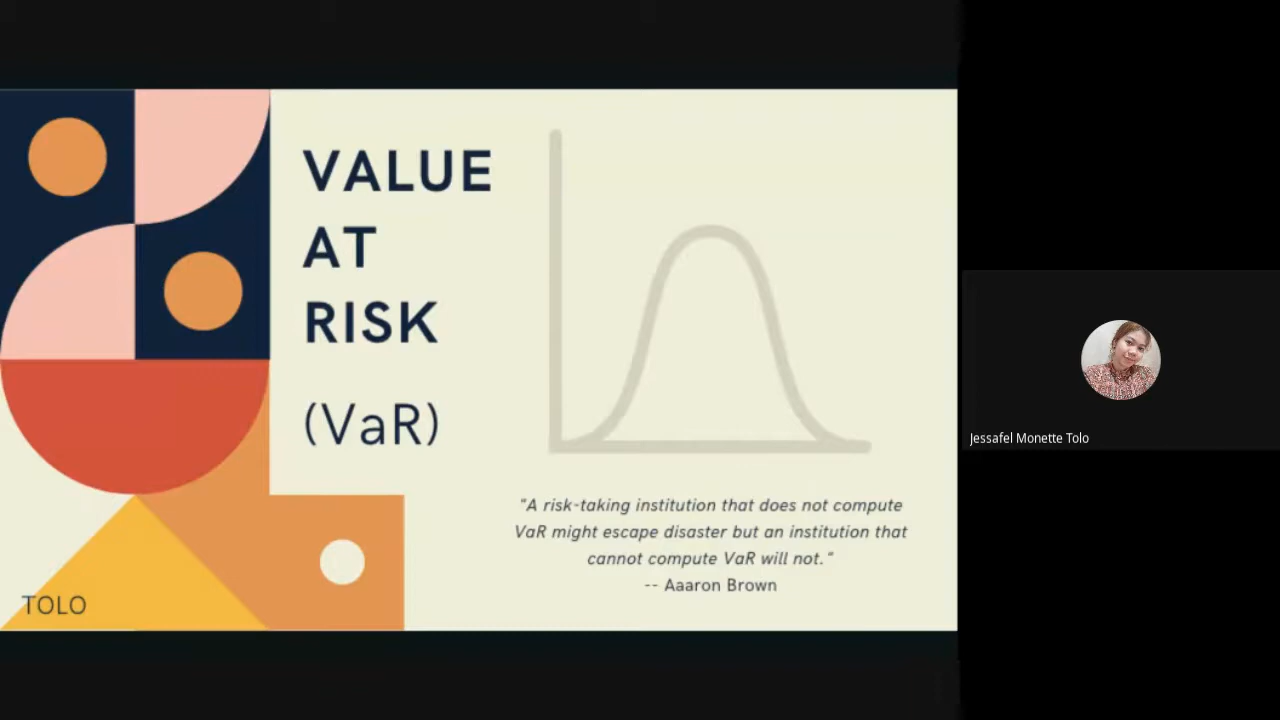 VALUE
AT
RISK
(VaR)
"A risk-taking institution that does not compute
VaR might escape disaster but an institution that
cannot compute VaR will not."
-- Aaaron Brown
TOLO
Jessafel Monette Tolo